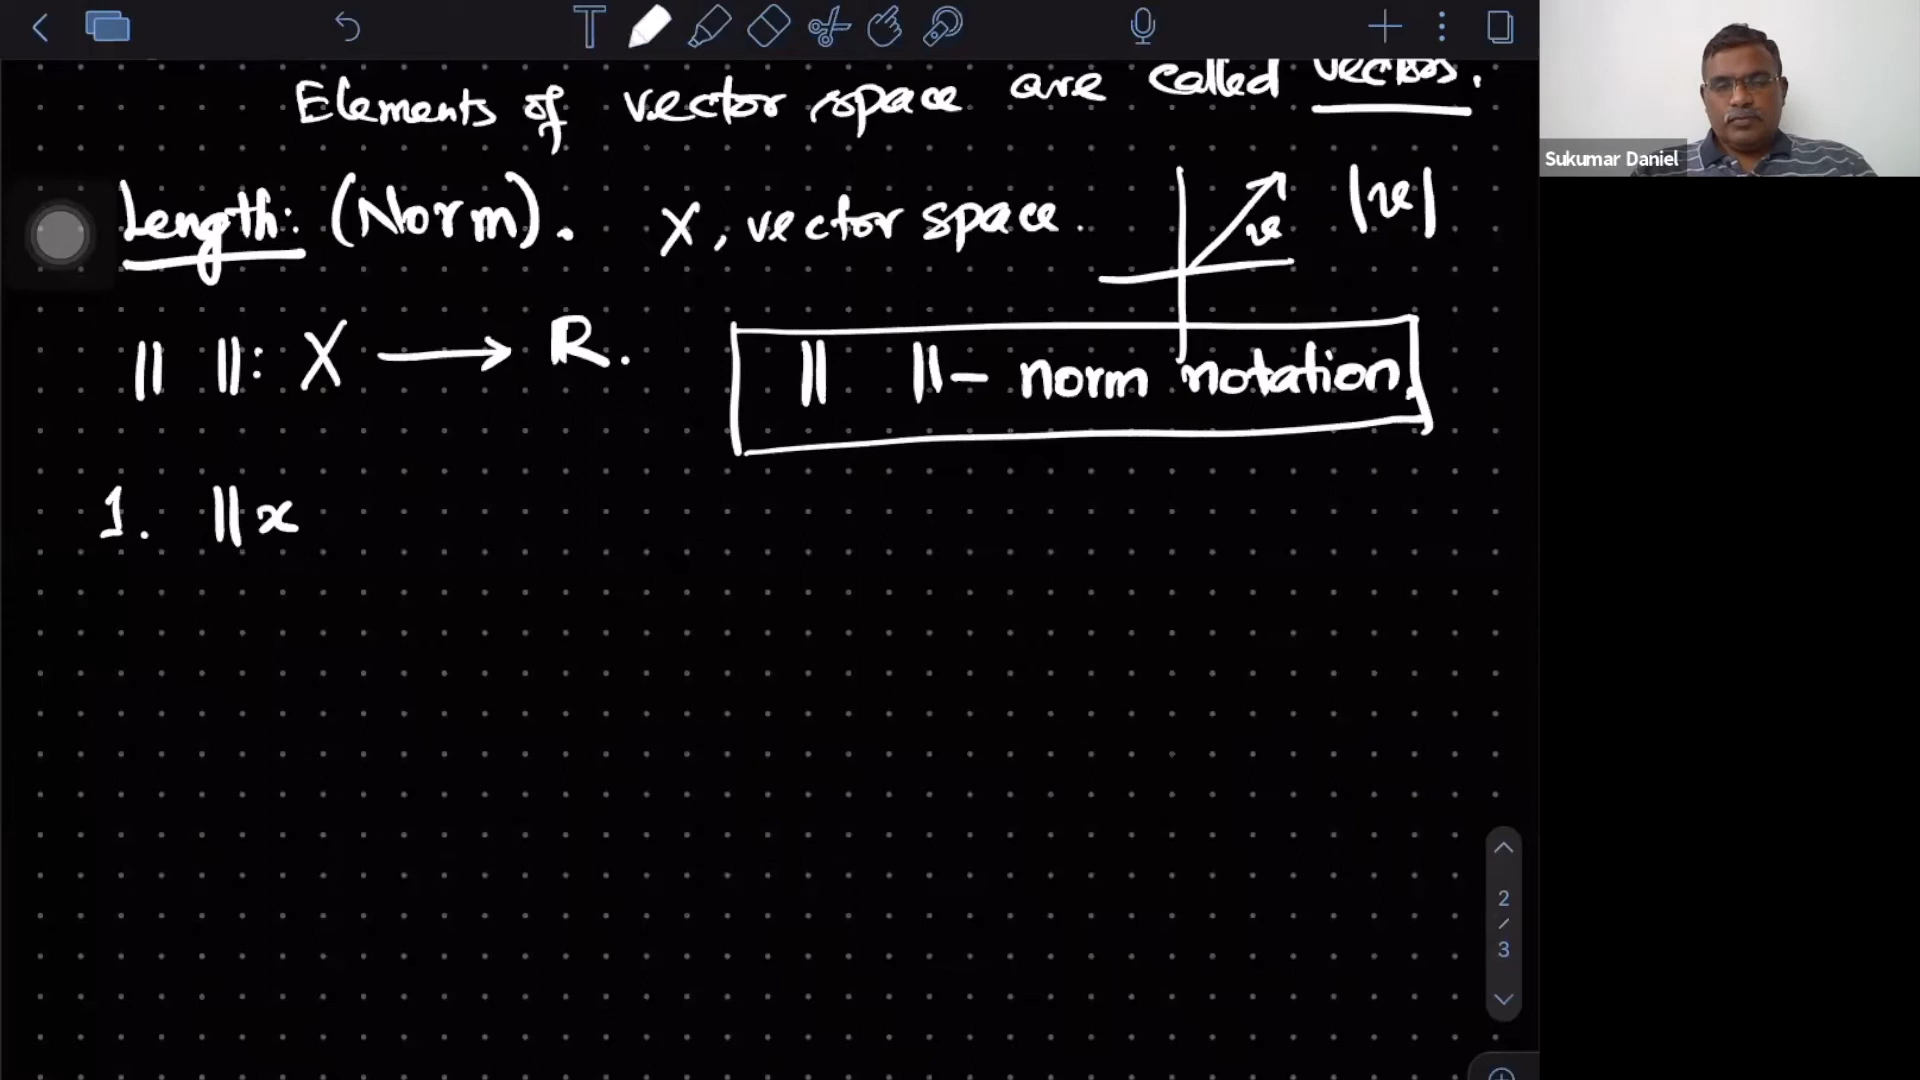 Elements of vector space are called vectors.
Length: (Norm). X, vector space. v |v|
|| ||: X → R. || || – norm notation.
1. ||x
Sukumar Daniel
T
2
/
3